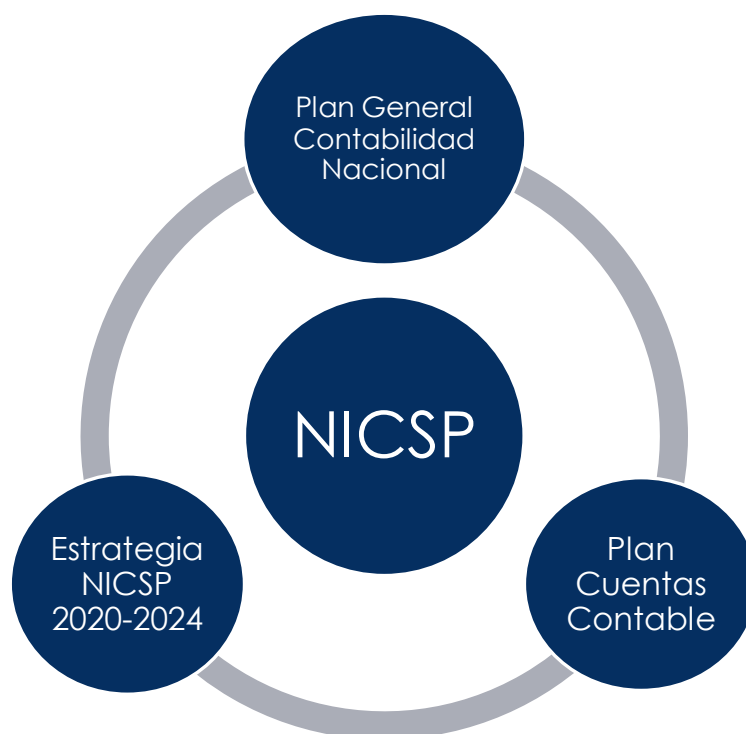 Plan General
Contabilidad
Nacional
NICSP
Estrategia
NICSP
2020-2024
Plan
Cuentas
Contable